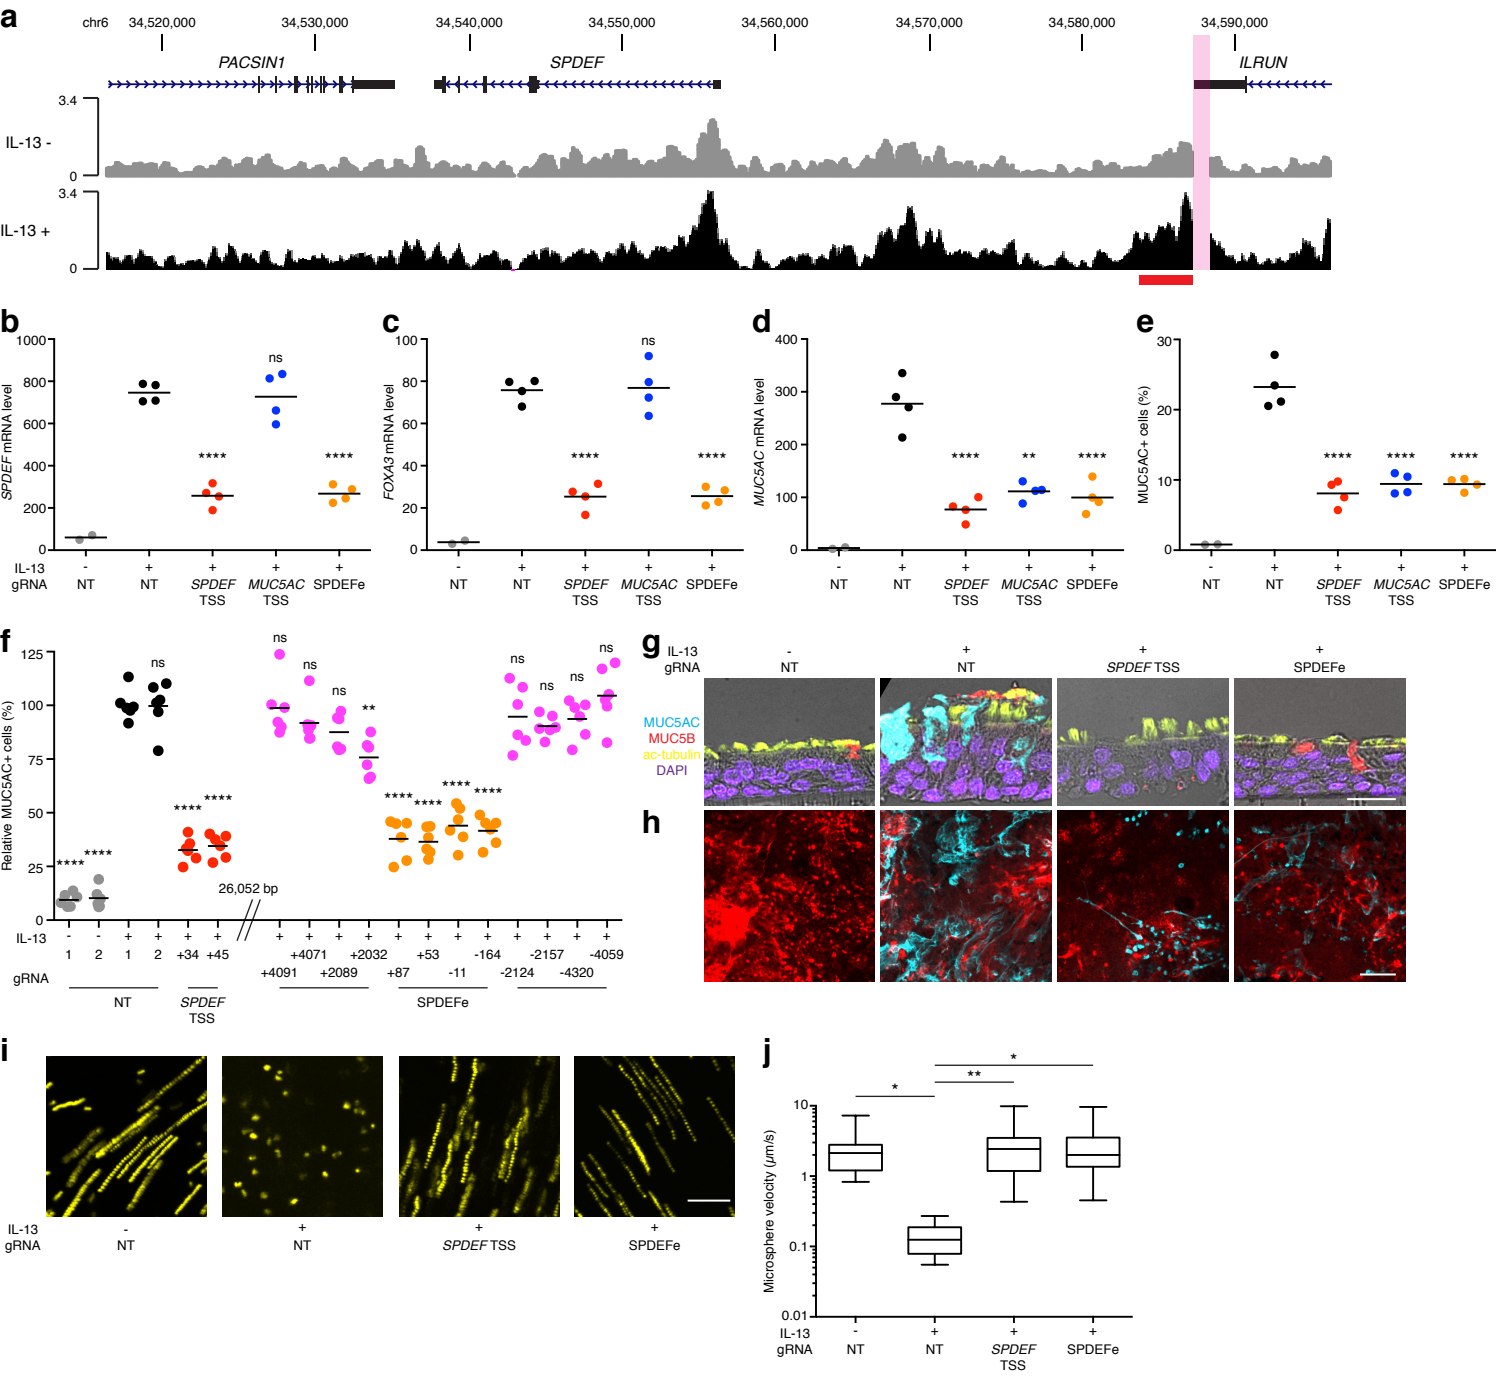 a
chr6 34,520,000 34,530,000 34,540,000 34,550,000 34,560,000 34,570,000 34,580,000 34,590,000
PACSIN1 SPDEF ILRUN
3.4
IL-13 -
0
3.4
IL-13 +
0
b
1000
800
600
400
200
0
SPDEF mRNA level
ns
**** ****
IL-13 - + + + +
gRNA NT NT SPDEF MUC5AC SPDEFe
TSS TSS
c
100
80
60
40
20
0
FOXA3 mRNA level
ns
**** ****
- + + + +
NT NT SPDEF MUC5AC SPDEFe
TSS TSS
d
400
300
200
100
0
MUC5AC mRNA level
**** ** ****
- + + + +
NT NT SPDEF MUC5AC SPDEFe
TSS TSS
e
30
20
10
0
MUC5AC+ cells (%)
**** **** ****
- + + + +
NT NT SPDEF MUC5AC SPDEFe
TSS TSS
f
125
100
75
50
25
0
Relative MUC5AC+ cells (%)
**** **** ns **** **** ns ns ns ** **** **** **** **** ns ns ns ns
26,052 bp
IL-13 - - + + + + + + + + + + + + + + + +
1 2 1 2 +34 +45 +4071 +2032 +53 -164 -2157 -4059
gRNA +4091 +2089 +87 -11 -2124 -4320
NT SPDEF SPDEFe
TSS
g
IL-13 - + + +
gRNA NT NT SPDEF TSS SPDEFe
MUC5AC
MUC5B
ac-tubulin
DAPI
h
i
IL-13 - + + +
gRNA NT NT SPDEF TSS SPDEFe
j
*
**
*
10
1
0.1
0.01
Microsphere velocity (µm/s)
IL-13 - + + +
gRNA NT NT SPDEF SPDEFe
TSS